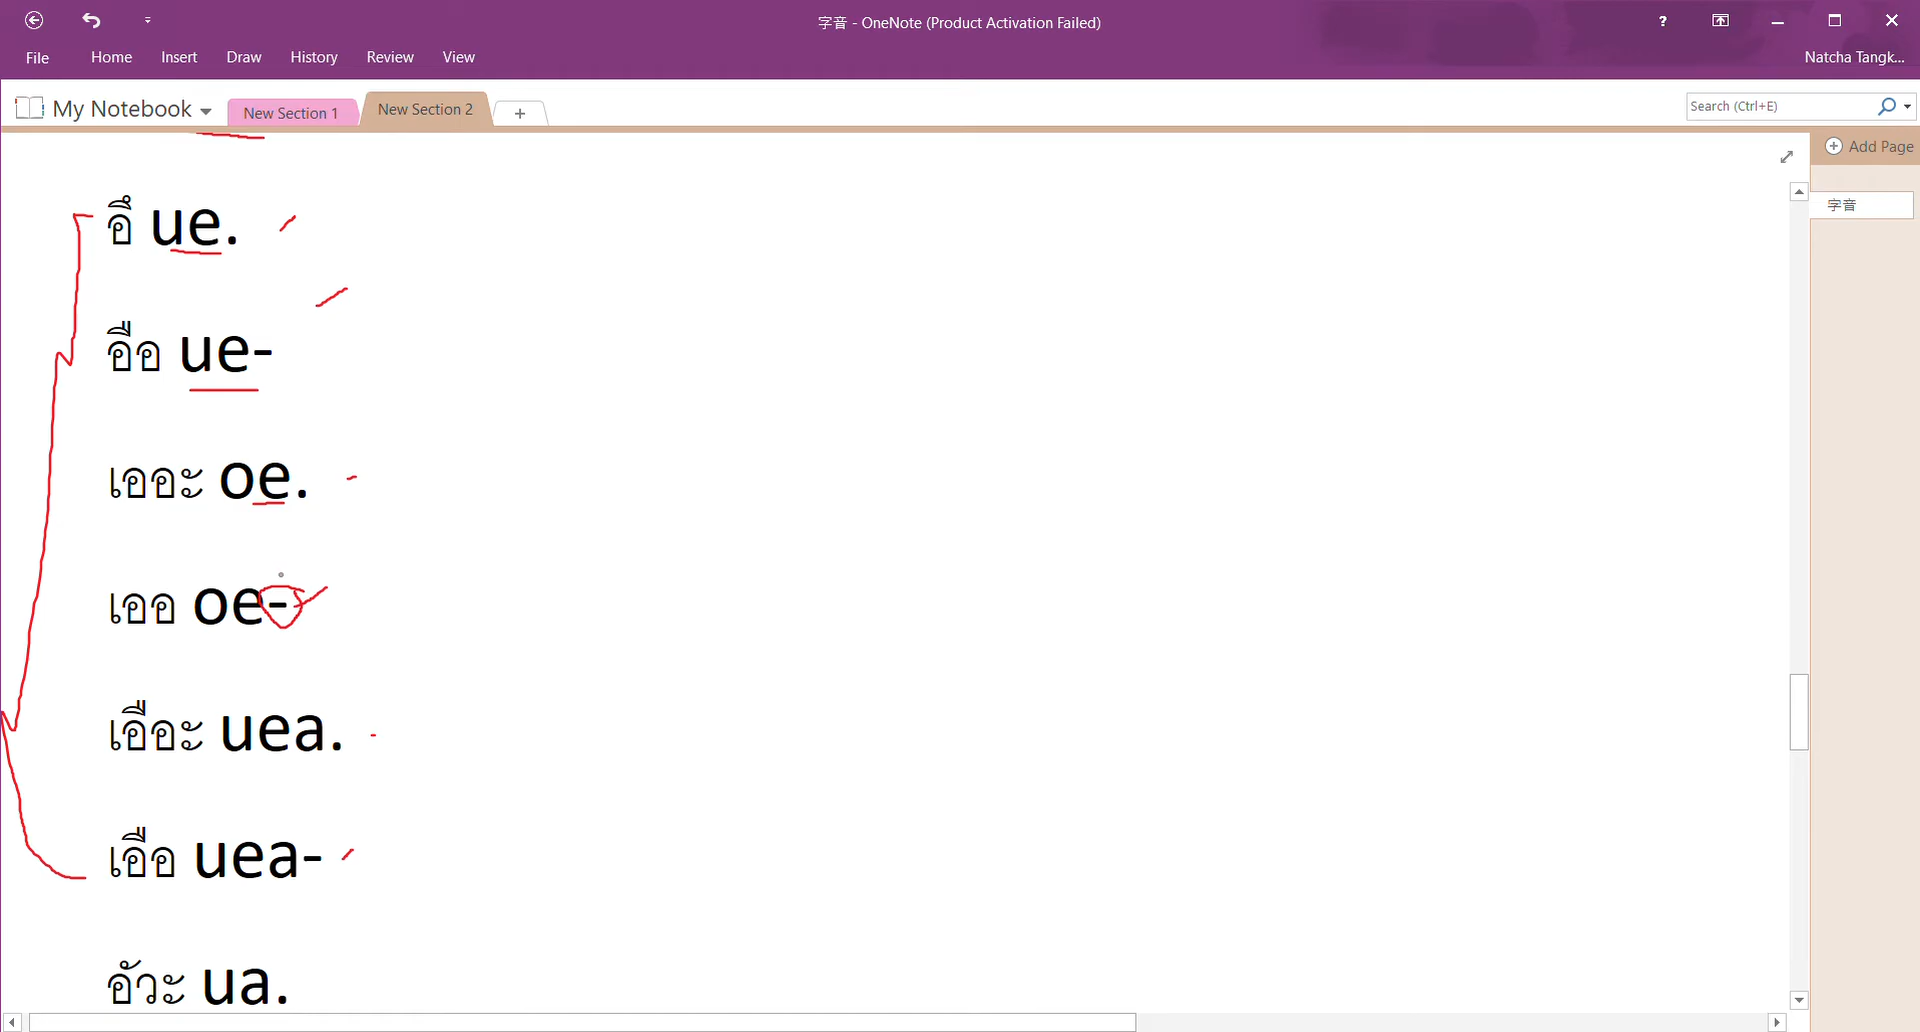 字音 - OneNote (Product Activation Failed)
?
File Home Insert Draw History Review View
Natcha Tangk...
My Notebook
New Section 1
New Section 2
+
Search (Ctrl+E)
Add Page
字音
อึ ue.
อือ ue-
เออะ oe.
เออ oe-
เอือะ uea.
เอือ uea-
อัวะ ua.